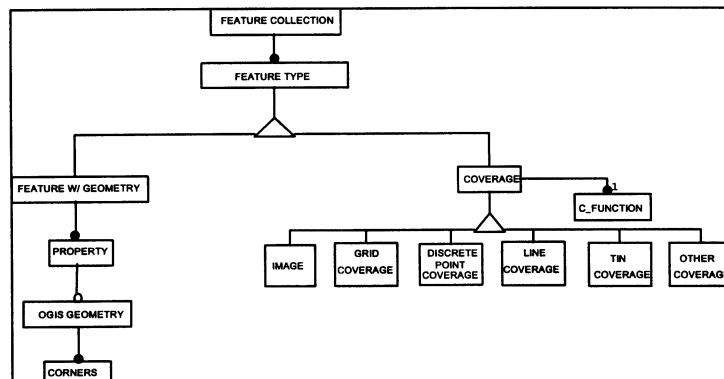 FEATURE COLLECTION
FEATURE TYPE
FEATURE W/ GEOMETRY
COVERAGE
1
C_FUNCTION
PROPERTY
IMAGE
GRID
COVERAGE
DISCRETE
POINT
COVERAGE
LINE
COVERAGE
TIN
COVERAGE
OTHER
COVERAGE
OGIS GEOMETRY
CORNERS